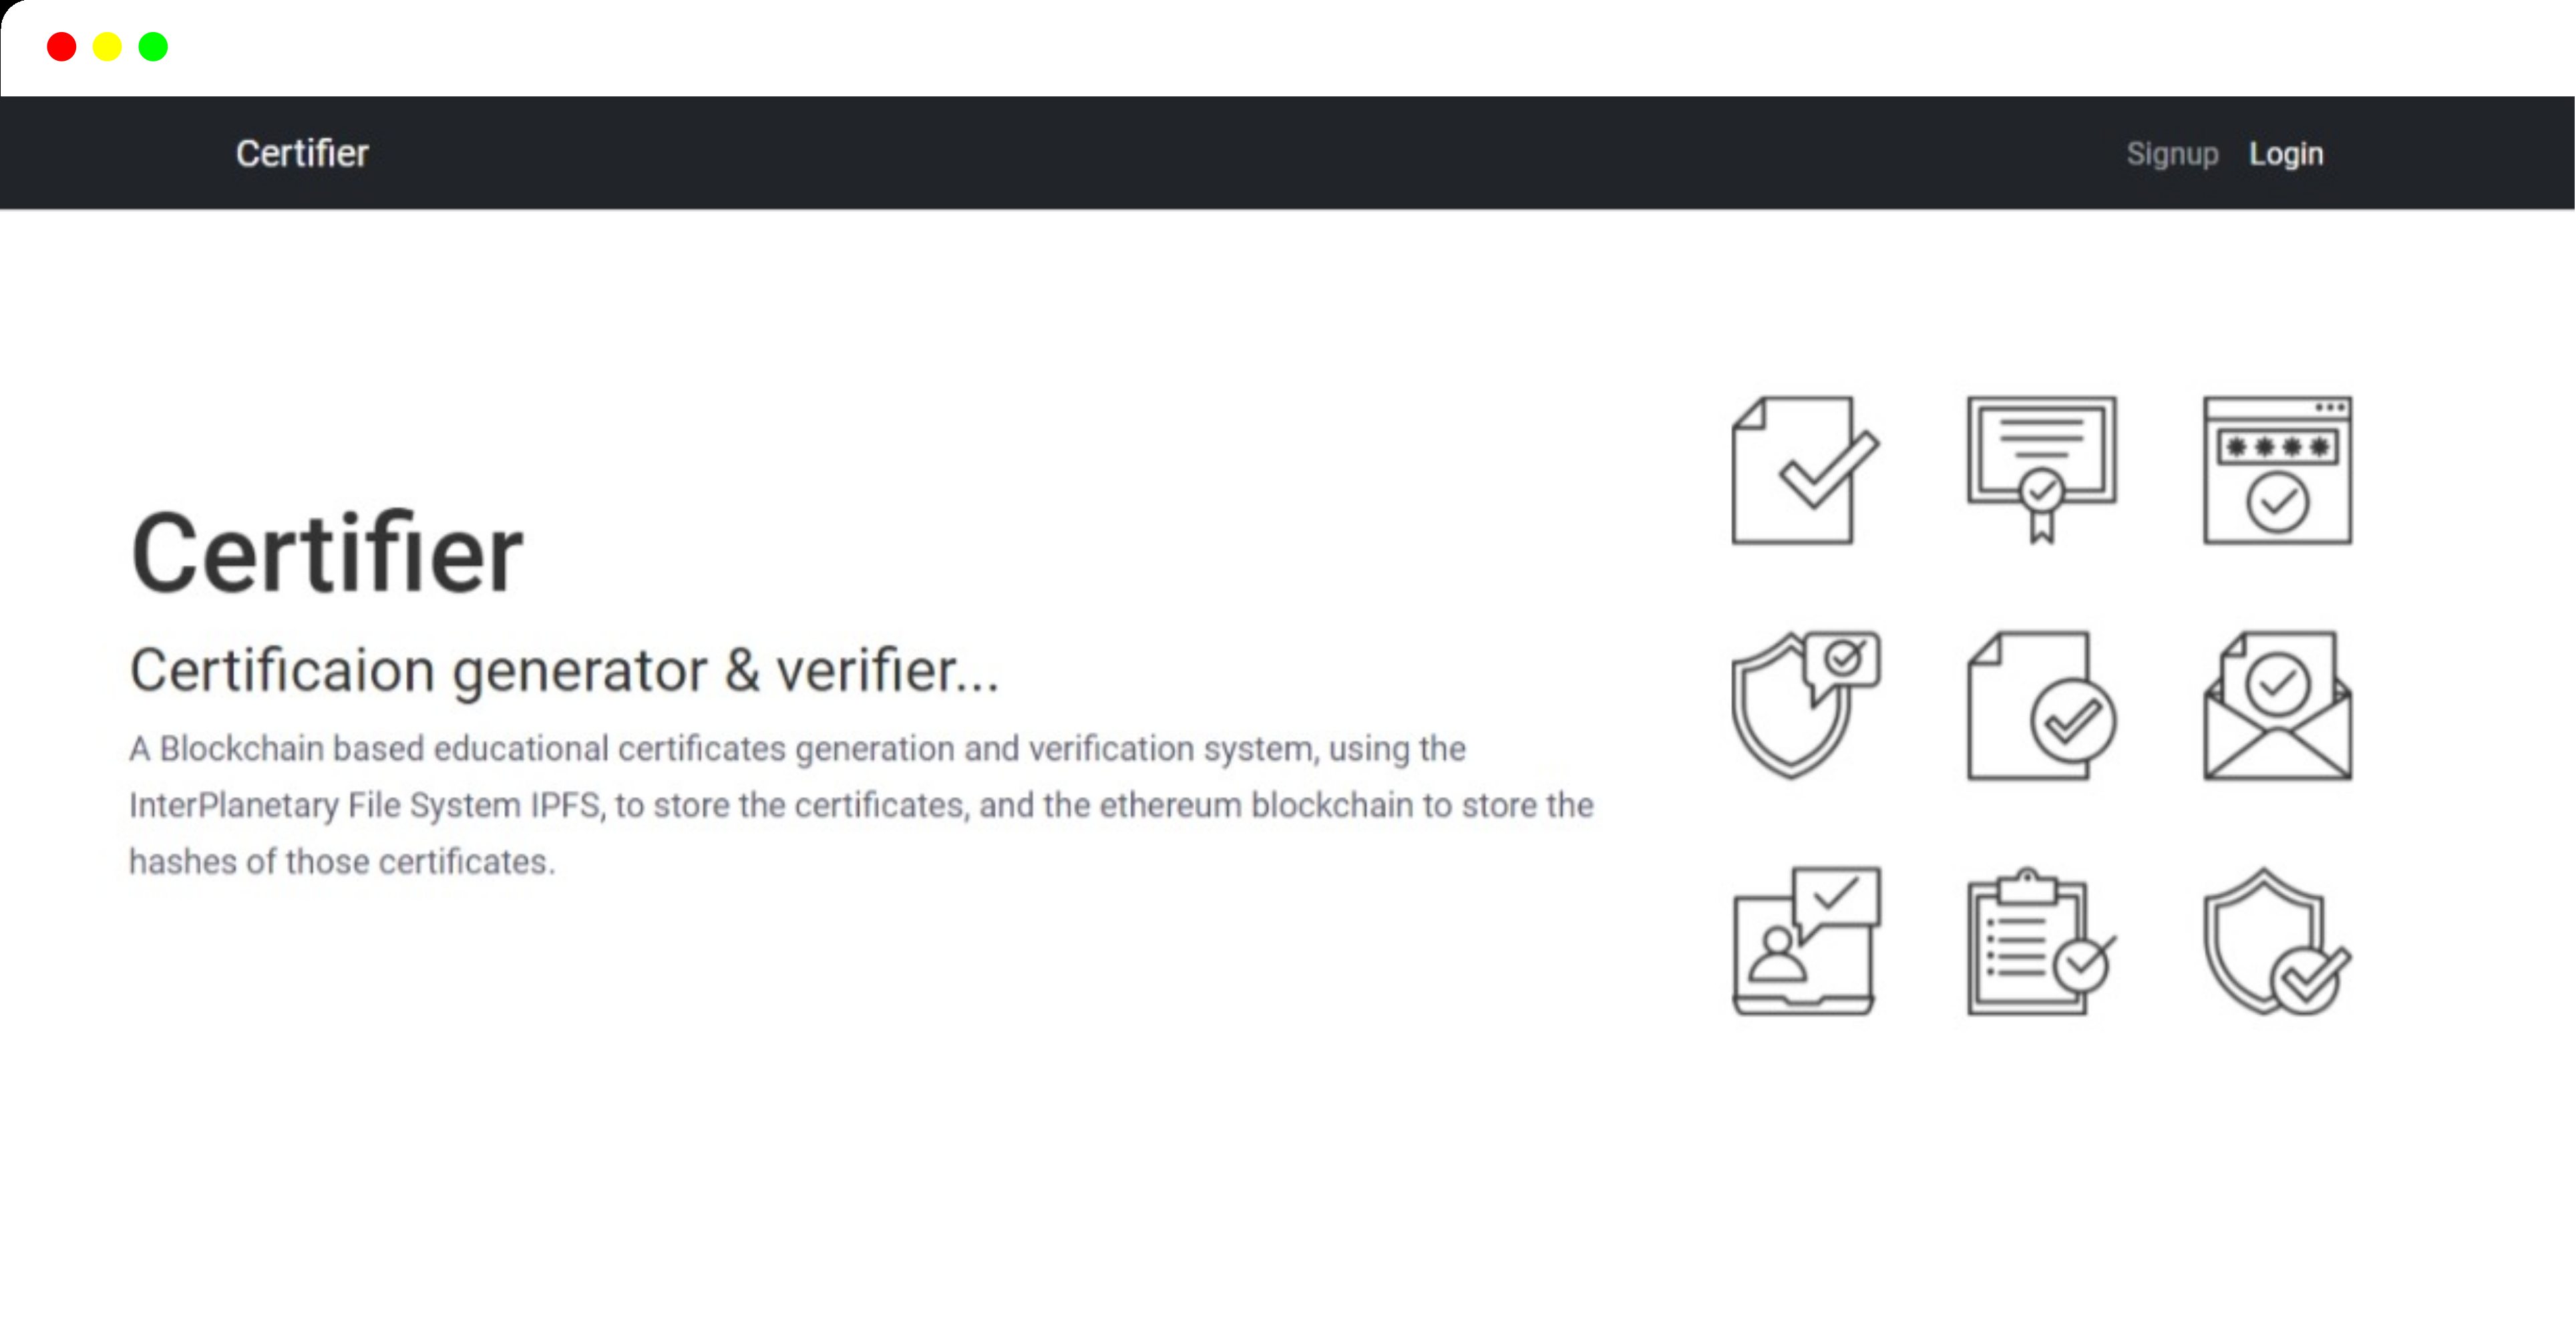 Certifier
Signup Login
Certifier
Certificaion generator & verifier...
A Blockchain based educational certificates generation and verification system, using the
InterPlanetary File System IPFS, to store the certificates, and the ethereum blockchain to store the
hashes of those certificates.